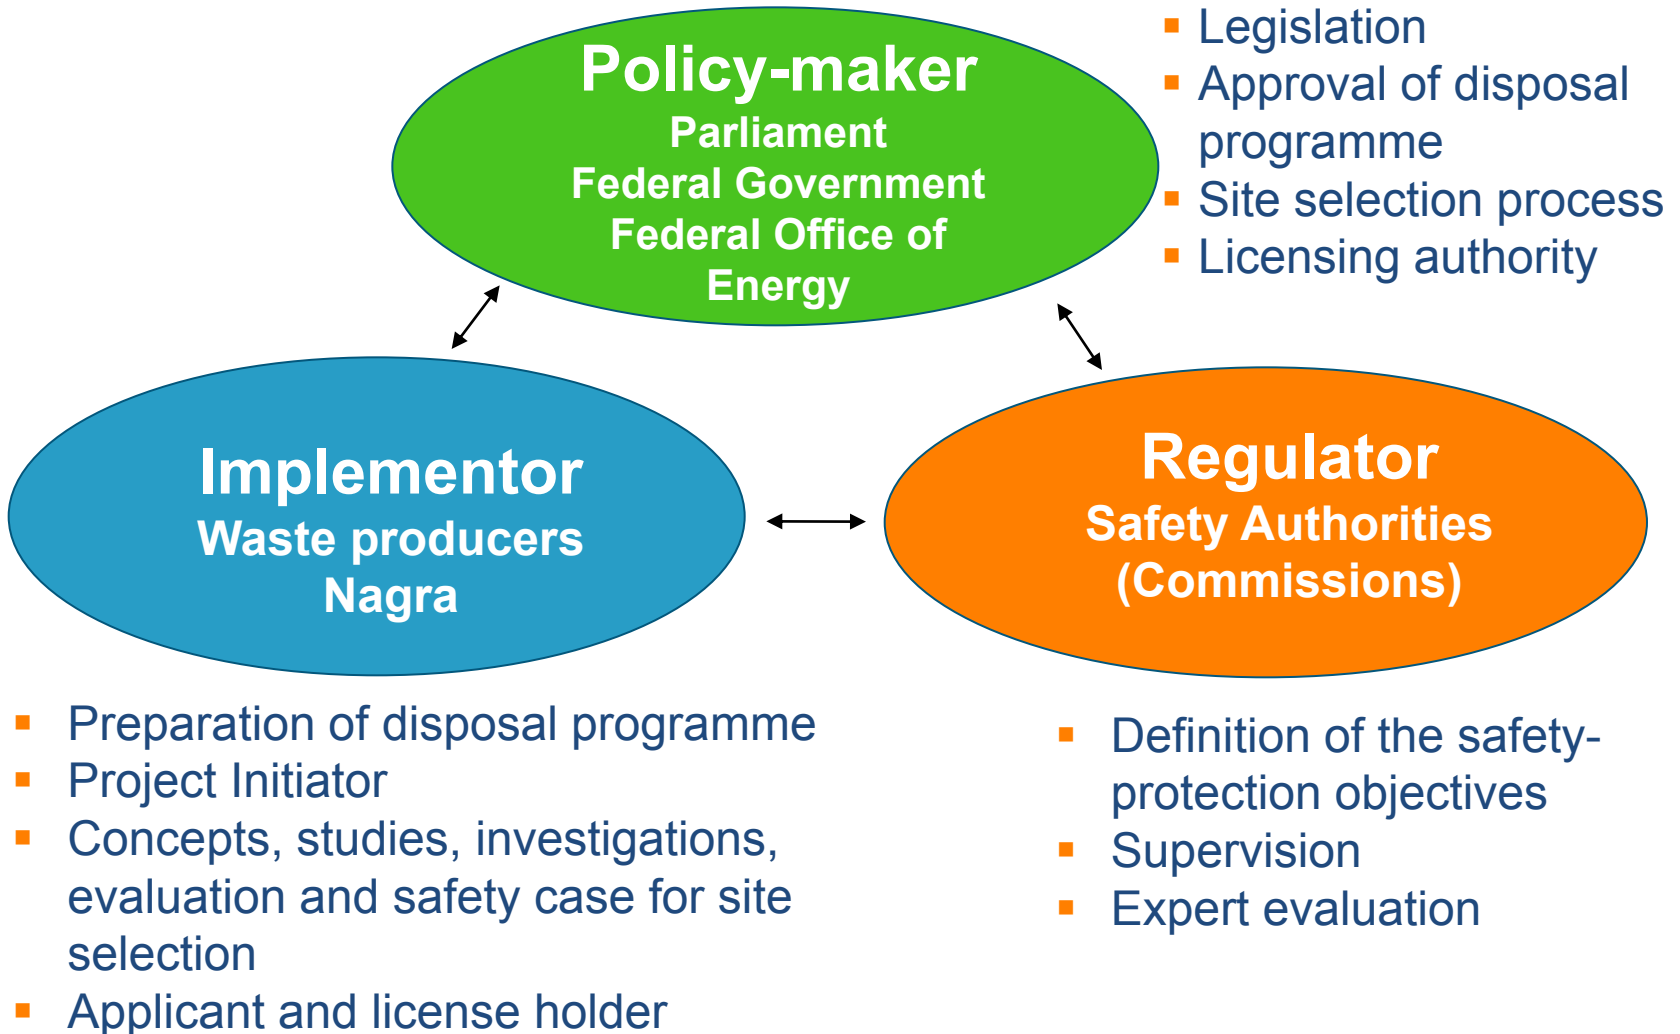 Policy-maker
Parliament
Federal Government
Federal Office of
Energy
Legislation
Approval of disposal
programme
Site selection process
Licensing authority
Implementor
Waste producers
Nagra
Regulator
Safety Authorities
(Commissions)
Preparation of disposal programme
Project Initiator
Concepts, studies, investigations,
evaluation and safety case for site
selection
Applicant and license holder
Definition of the safety-
protection objectives
Supervision
Expert evaluation